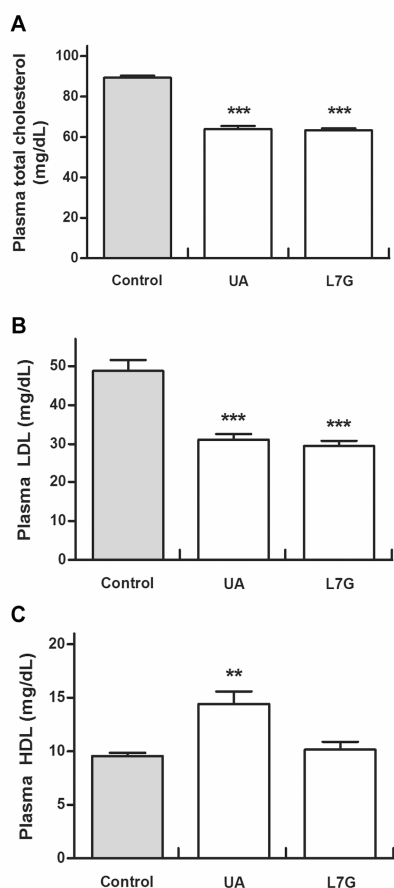 A
Plasma total cholesterol
(mg/dL)
100
80
60
40
20
0
***
***
Control
UA
L7G
B
Plasma LDL (mg/dL)
50
40
30
20
10
0
***
***
Control
UA
L7G
C
Plasma HDL (mg/dL)
20
15
10
5
0
**
Control
UA
L7G